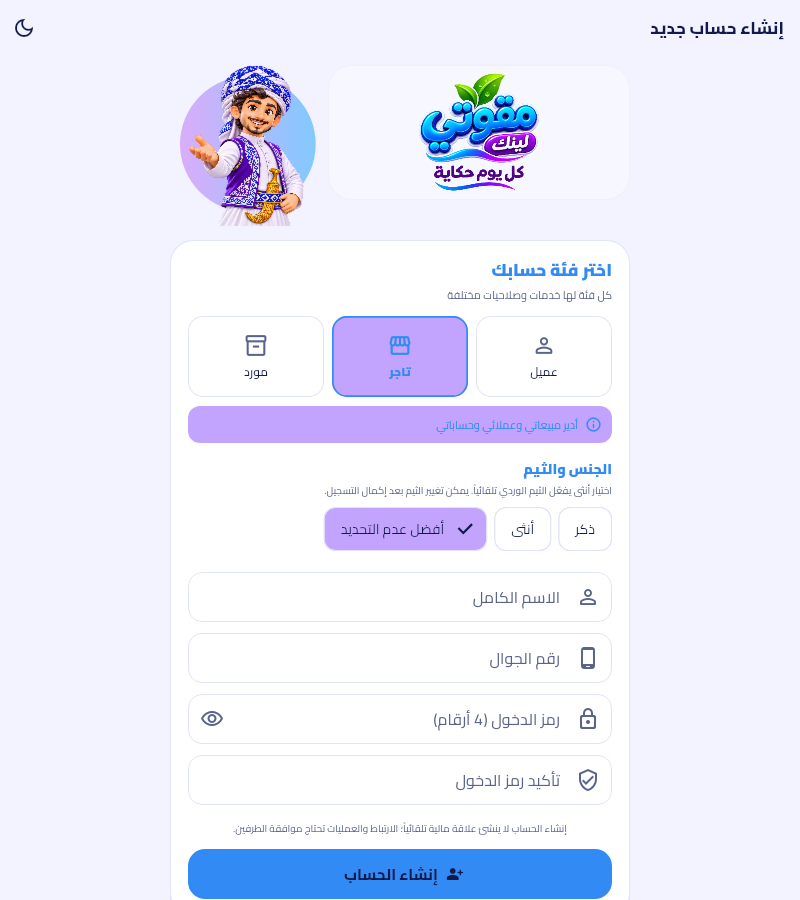 إنشاء حساب جديد
مقوتي
لينك
كل يوم حكاية
اختر فئة حسابك
كل فئة لها خدمات وصلاحيات مختلفة
عميل
تاجر
مورد
أدير مبيعاتي وعملائي وحساباتي
الجنس والثيم
اختيار أنثى يفعّل الثيم الوردي تلقائياً. يمكن تغيير الثيم بعد إكمال التسجيل.
ذكر
أنثى
أفضل عدم التحديد
الاسم الكامل
رقم الجوال
رمز الدخول (4 أرقام)
تأكيد رمز الدخول
إنشاء الحساب لا ينشئ علاقة مالية تلقائياً؛ الارتباط والعمليات تحتاج موافقة الطرفين.
إنشاء الحساب